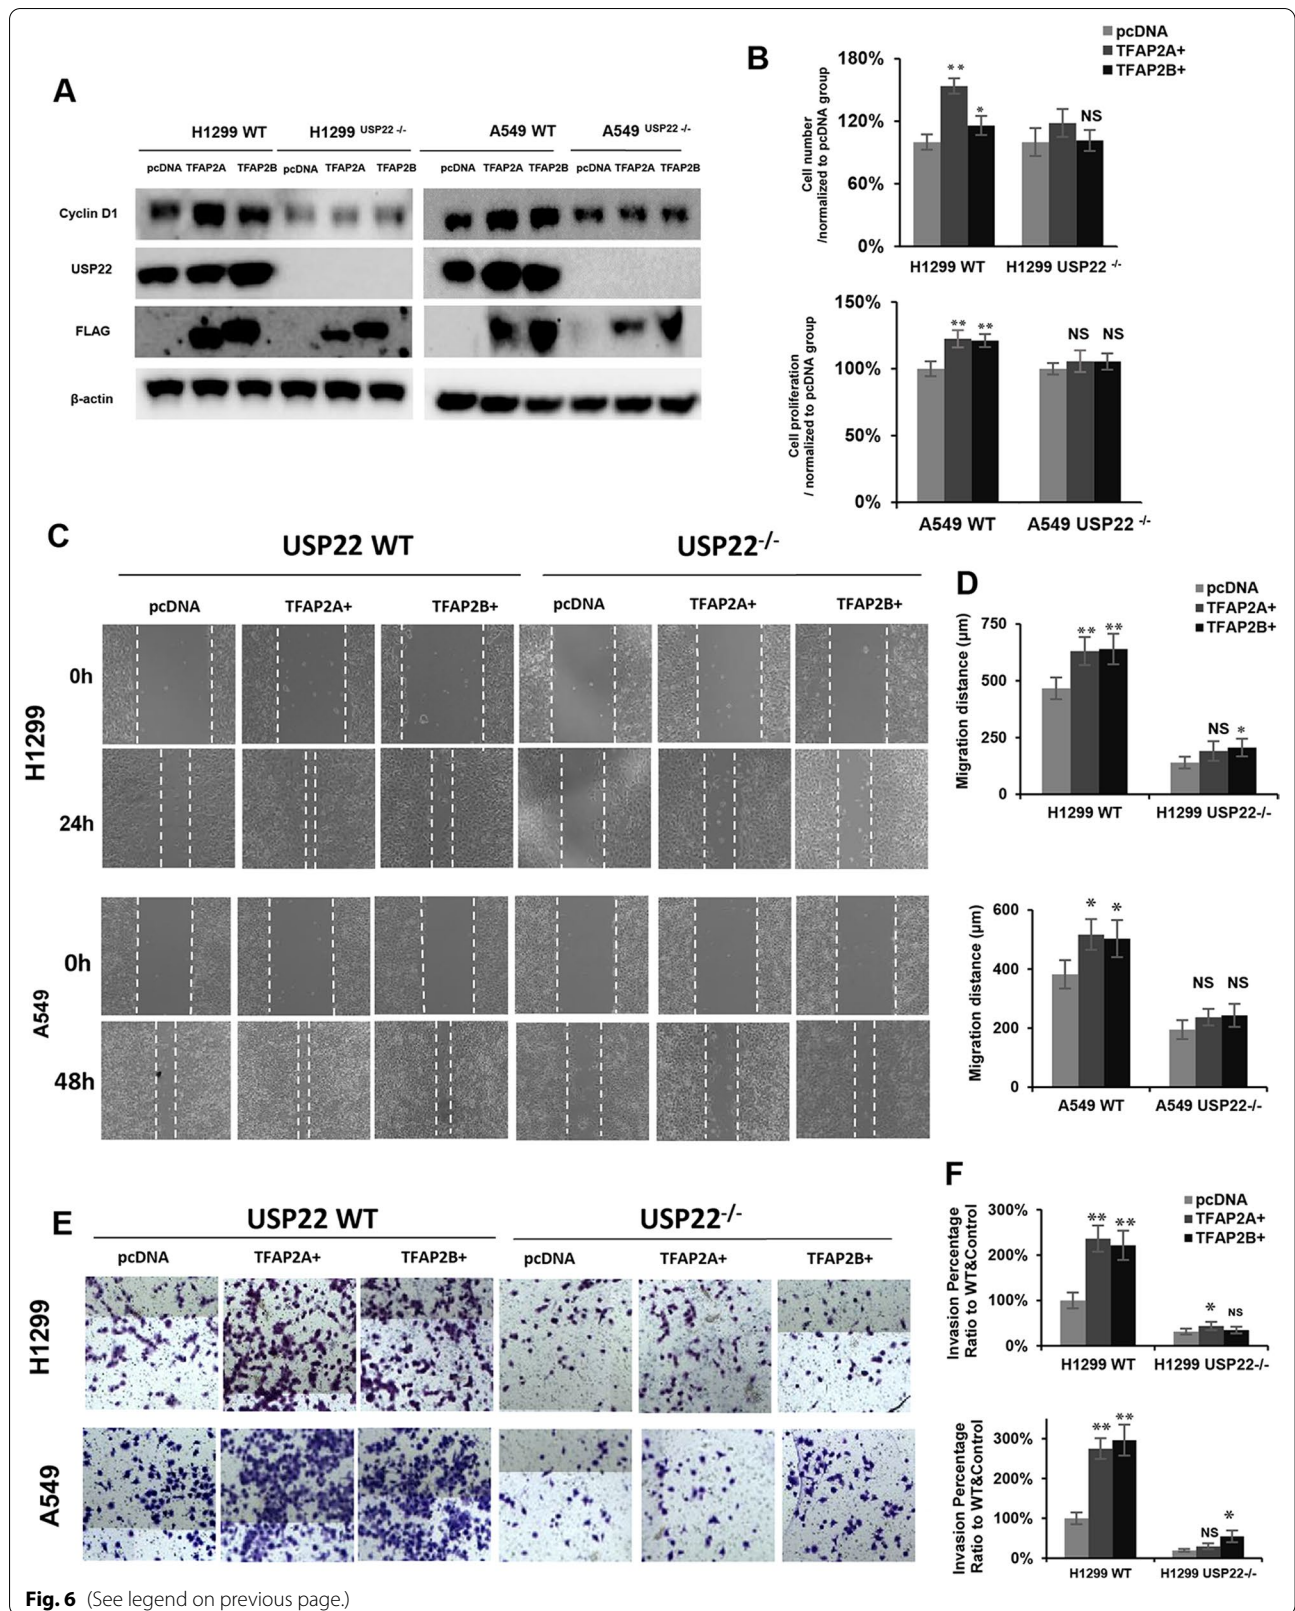 A
H1299 WT H1299 USP22 -/- A549 WT A549 USP22 -/-
pcDNA TFAP2A TFAP2B pcDNA TFAP2A TFAP2B pcDNA TFAP2A TFAP2B pcDNA TFAP2A TFAP2B
Cyclin D1
USP22
FLAG
β-actin
B
pcDNA
TFAP2A+
TFAP2B+
Cell number
/normalized to pcDNA group
180%
120%
60%
0%
** * NS
H1299 WT H1299 USP22 -/-
Cell proliferation
/ normalized to pcDNA group
150%
100%
50%
0%
** ** NS NS
A549 WT A549 USP22 -/-
C
USP22 WT USP22-/-
pcDNA TFAP2A+ TFAP2B+ pcDNA TFAP2A+ TFAP2B+
H1299
0h
24h
A549
0h
48h
D
pcDNA
TFAP2A+
TFAP2B+
Migration distance (μm)
750
500
250
0
** ** NS *
H1299 WT H1299 USP22-/-
Migration distance (μm)
600
400
200
0
* * NS NS
A549 WT A549 USP22-/-
E
USP22 WT USP22-/-
pcDNA TFAP2A+ TFAP2B+ pcDNA TFAP2A+ TFAP2B+
H1299
A549
F
pcDNA
TFAP2A+
TFAP2B+
Invasion Percentage
Ratio to WT&Control
300%
200%
100%
0%
** ** * NS
H1299 WT H1299 USP22-/-
Invasion Percentage
Ratio to WT&Control
300%
200%
100%
0%
** ** NS *
H1299 WT H1299 USP22-/-
Fig. 6 (See legend on previous page.)